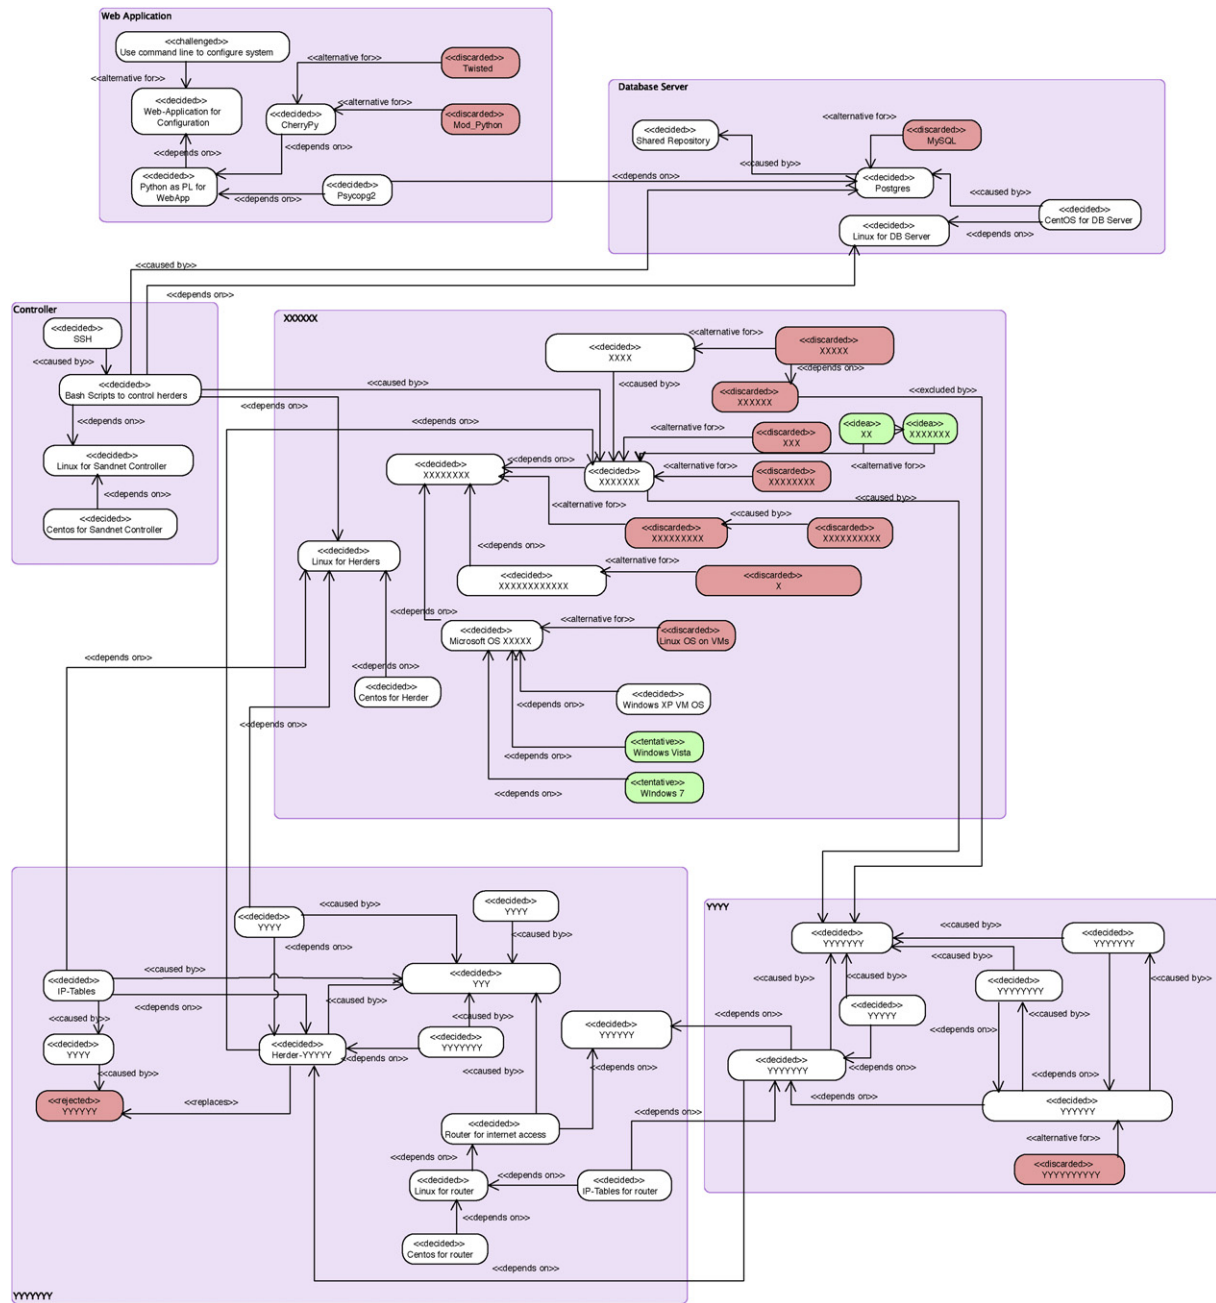 Web Application
<<challenged>>
Use command line to configure system
<<alternative for>>
<<decided>>
Web-Application for
Configuration
<<depends on>>
<<decided>>
Python as PL for
WebApp
<<alternative for>>
<<discarded>>
Twisted
<<decided>>
CherryPy
<<alternative for>>
<<discarded>>
Mod_Python
<<depends on>>
<<decided>>
Psycopg2
<<depends on>>
<<depends on>>
Database Server
<<decided>>
Shared Repository
<<alternative for>>
<<discarded>>
MySQL
<<caused by>>
<<decided>>
Postgres
<<caused by>>
<<decided>>
CentOS for DB Server
<<decided>>
Linux for DB Server
<<depends on>>
<<caused by>>
<<depends on>>
Controller
<<decided>>
SSH
<<caused by>>
<<decided>>
Bash Scripts to control herders
<<depends on>>
<<decided>>
Linux for Sandnet Controller
<<depends on>>
<<decided>>
Centos for Sandnet Controller
XXXXXX
<<decided>>
XXXX
<<alternative for>>
<<discarded>>
XXXXX
<<depends on>>
<<caused by>>
<<caused by>>
<<discarded>>
XXXXXX
<<excluded by>>
<<depends on>>
<<depends on>>
<<alternative for>>
<<discarded>>
XXX
<<idea>>
XX
<<idea>>
XXXXXXX
<<decided>>
XXXXXXXX
<<depends on>>
<<decided>>
XXXXXXX
<<alternative for>>
<<discarded>>
XXXXXXXX
<<alternative for>>
<<caused by>>
<<alternative for>>
<<discarded>>
XXXXXXXXX
<<caused by>>
<<discarded>>
XXXXXXXXXX
<<decided>>
Linux for Herders
<<depends on>>
<<decided>>
XXXXXXXXXXXX
<<alternative for>>
<<discarded>>
X
<<depends on>>
<<decided>>
Microsoft OS XXXXX
<<alternative for>>
<<discarded>>
Linux OS on VMs
<<depends on>>
<<depends on>>
<<decided>>
Centos for Herder
<<decided>>
Windows XP VM OS
<<depends on>>
<<depends on>>
<<tentative>>
Windows Vista
<<depends on>>
<<tentative>>
Windows 7
<<depends on>>
<<decided>>
YYYY
<<caused by>>
<<decided>>
YYYY
<<caused by>>
<<depends on>>
<<decided>>
IP-Tables
<<caused by>>
<<decided>>
YYY
<<depends on>>
<<caused by>>
<<caused by>>
<<caused by>>
<<decided>>
YYYY
<<decided>>
Herder-YYYYY
<<decided>>
YYYYYYY
<<depends on>>
<<decided>>
YYYYYY
<<caused by>>
<<caused by>>
<<rejected>>
YYYYYY
<<replaces>>
<<decided>>
Router for internet access
<<depends on>>
<<decided>>
Linux for router
<<depends on>>
<<decided>>
IP-Tables for router
<<depends on>>
<<decided>>
Centos for router
<<depends on>>
YYYYYYY
YYYY
<<decided>>
YYYYYYY
<<caused by>>
<<decided>>
YYYYYYY
<<caused by>>
<<caused by>>
<<caused by>>
<<caused by>>
<<decided>>
YYYYYYYY
<<decided>>
YYYYY
<<depends on>>
<<depends on>>
<<depends on>>
<<decided>>
YYYYYYY
<<depends on>>
<<depends on>>
<<depends on>>
<<decided>>
YYYYYY
<<alternative for>>
<<discarded>>
YYYYYYYYYY